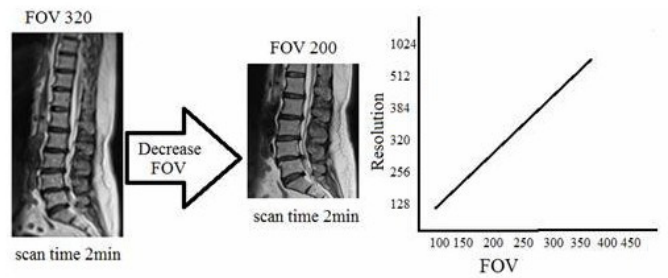 FOV 320
scan time 2min
Decrease
FOV
FOV 200
scan time 2min
Resolution
1024
512
384
320
256
128
100 150 200 250 300 350 400 450
FOV